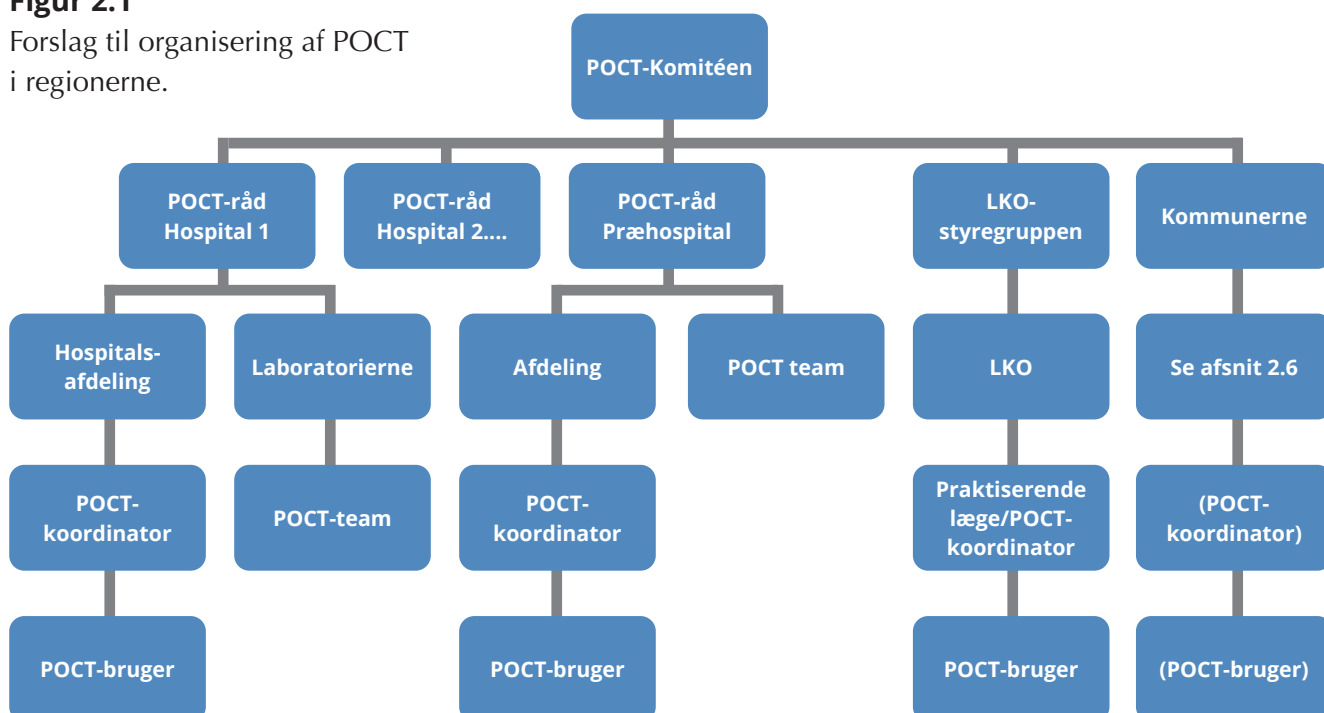 Figur 2.1
Forslag til organisering af POCT
i regionerne.
POCT-Komitéen
POCT-råd
Hospital 1
POCT-råd
Hospital 2....
POCT-råd
Præhospital
LKO-
styregruppen
Kommunerne
Hospitals-
afdeling
Laboratorierne
Afdeling
POCT team
LKO
Se afsnit 2.6
POCT-
koordinator
POCT-team
POCT-
koordinator
Praktiserende
læge/POCT-
koordinator
(POCT-
koordinator)
POCT-bruger
POCT-bruger
POCT-bruger
(POCT-bruger)